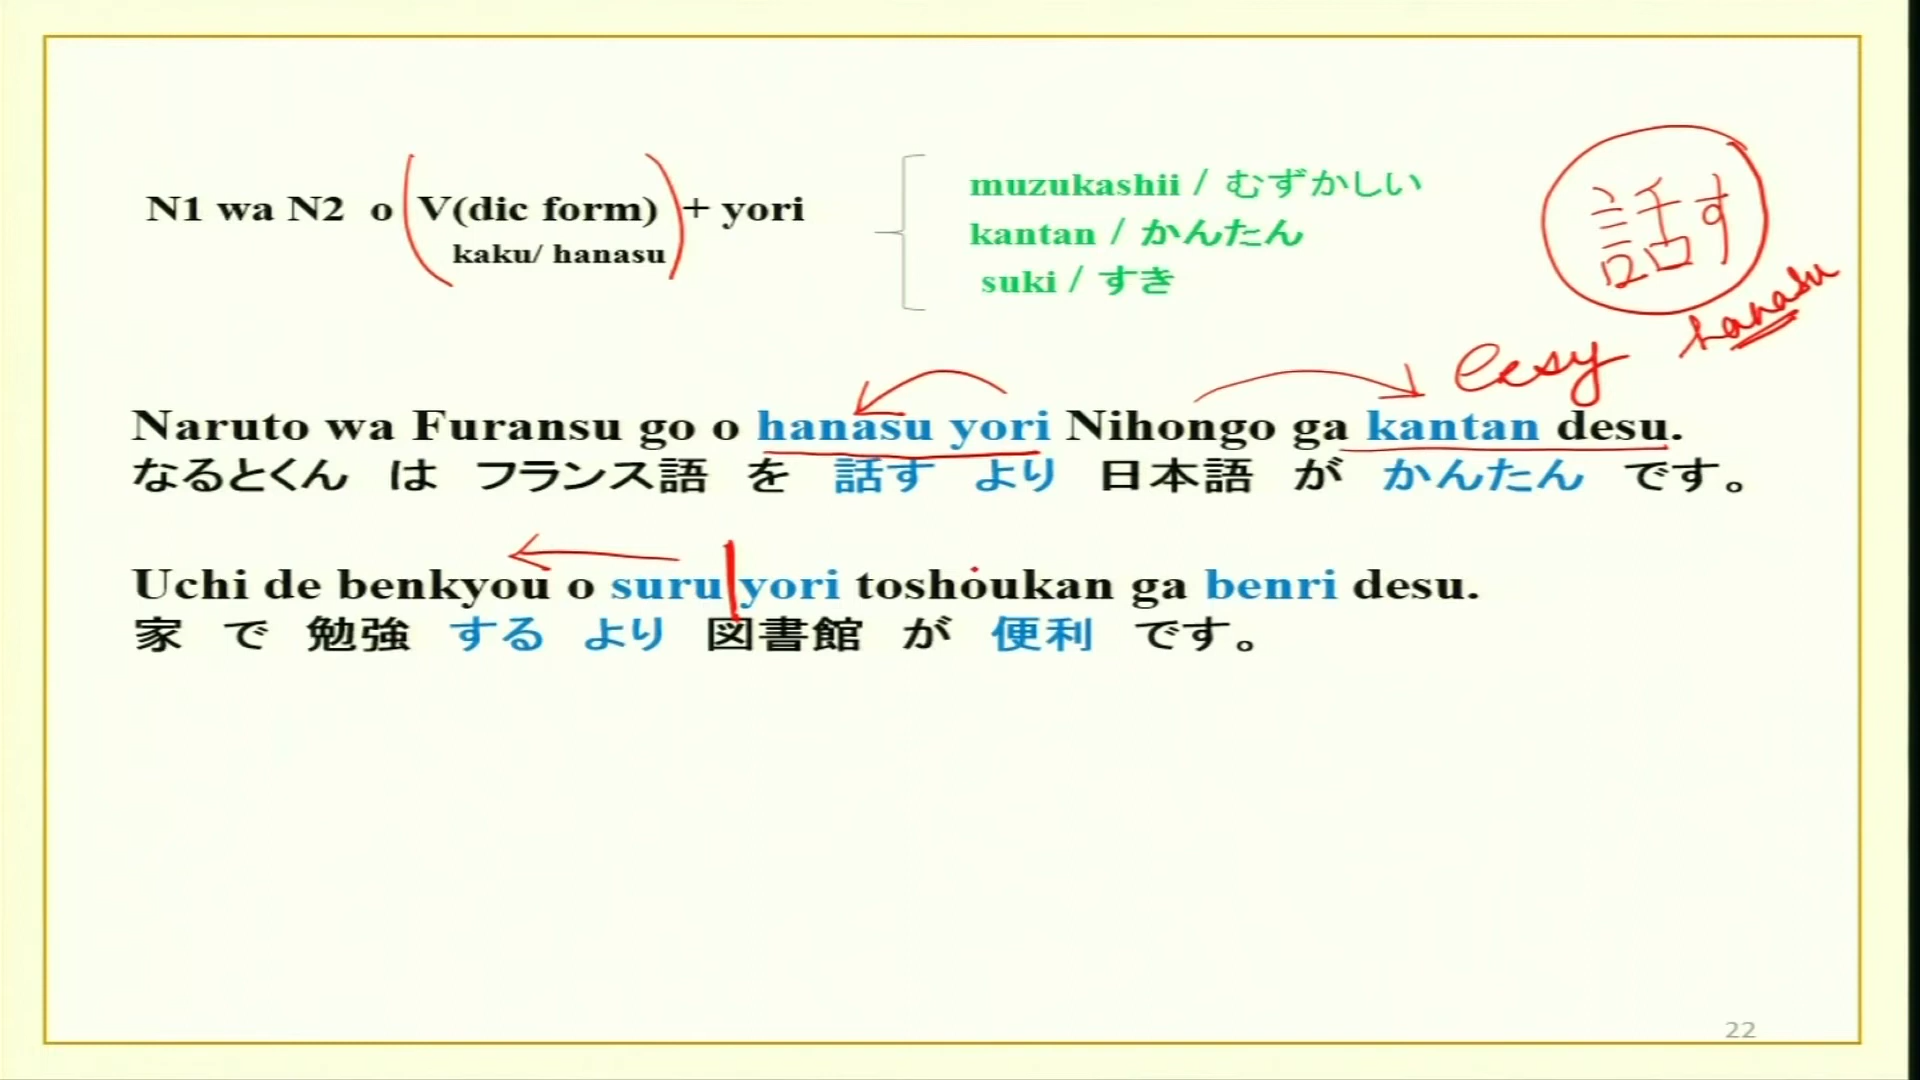 N1 wa N2 o V(dic form) + yori
kaku/ hanasu
muzukashii / むずかしい
kantan / かんたん
suki / すき
話す
hanasu
easy
Naruto wa Furansu go o hanasu yori Nihongo ga kantan desu.
なるとくん は フランス語 を 話す より 日本語 が かんたん です。
Uchi de benkyou o suru yori toshoukan ga benri desu.
家 で 勉強 する より 図書館 が 便利 です。
22